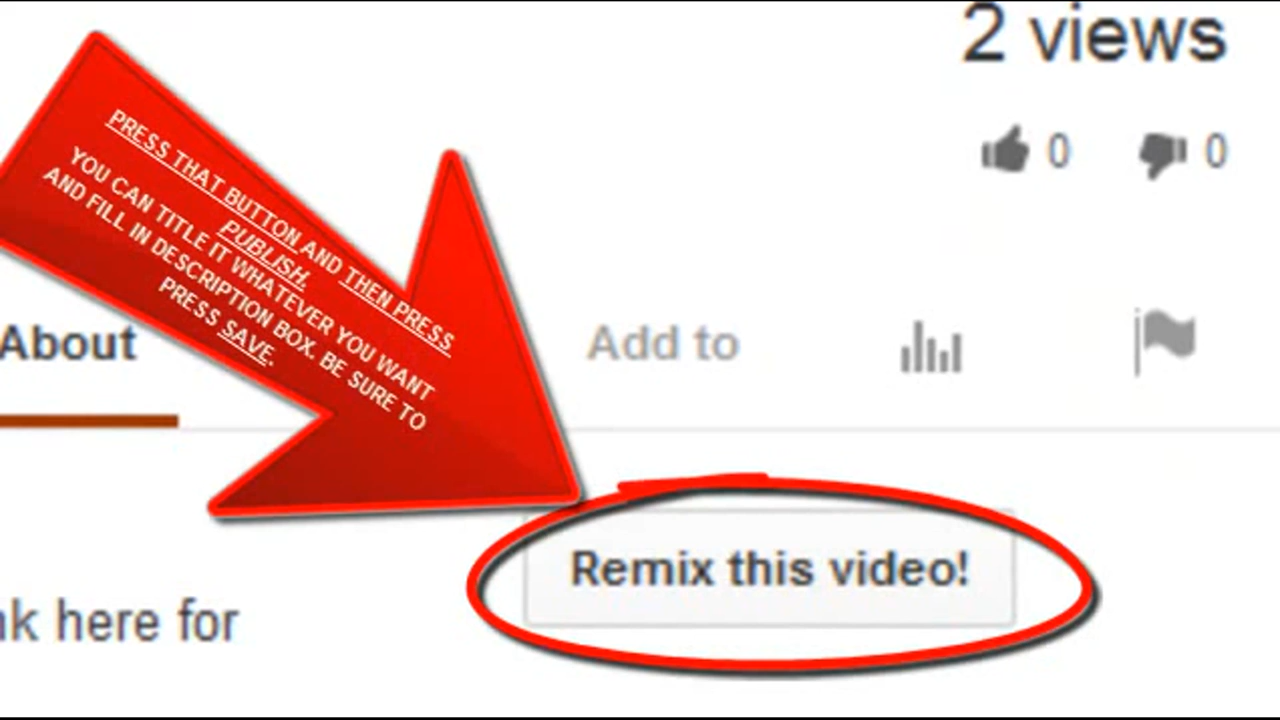 2 views
0 0
PRESS THAT BUTTON AND THEN PRESS
PUBLISH.
YOU CAN TITLE IT WHATEVER YOU WANT
AND FILL IN DESCRIPTION BOX. BE SURE TO
PRESS SAVE.
About
Add to
Remix this video!
nk here for